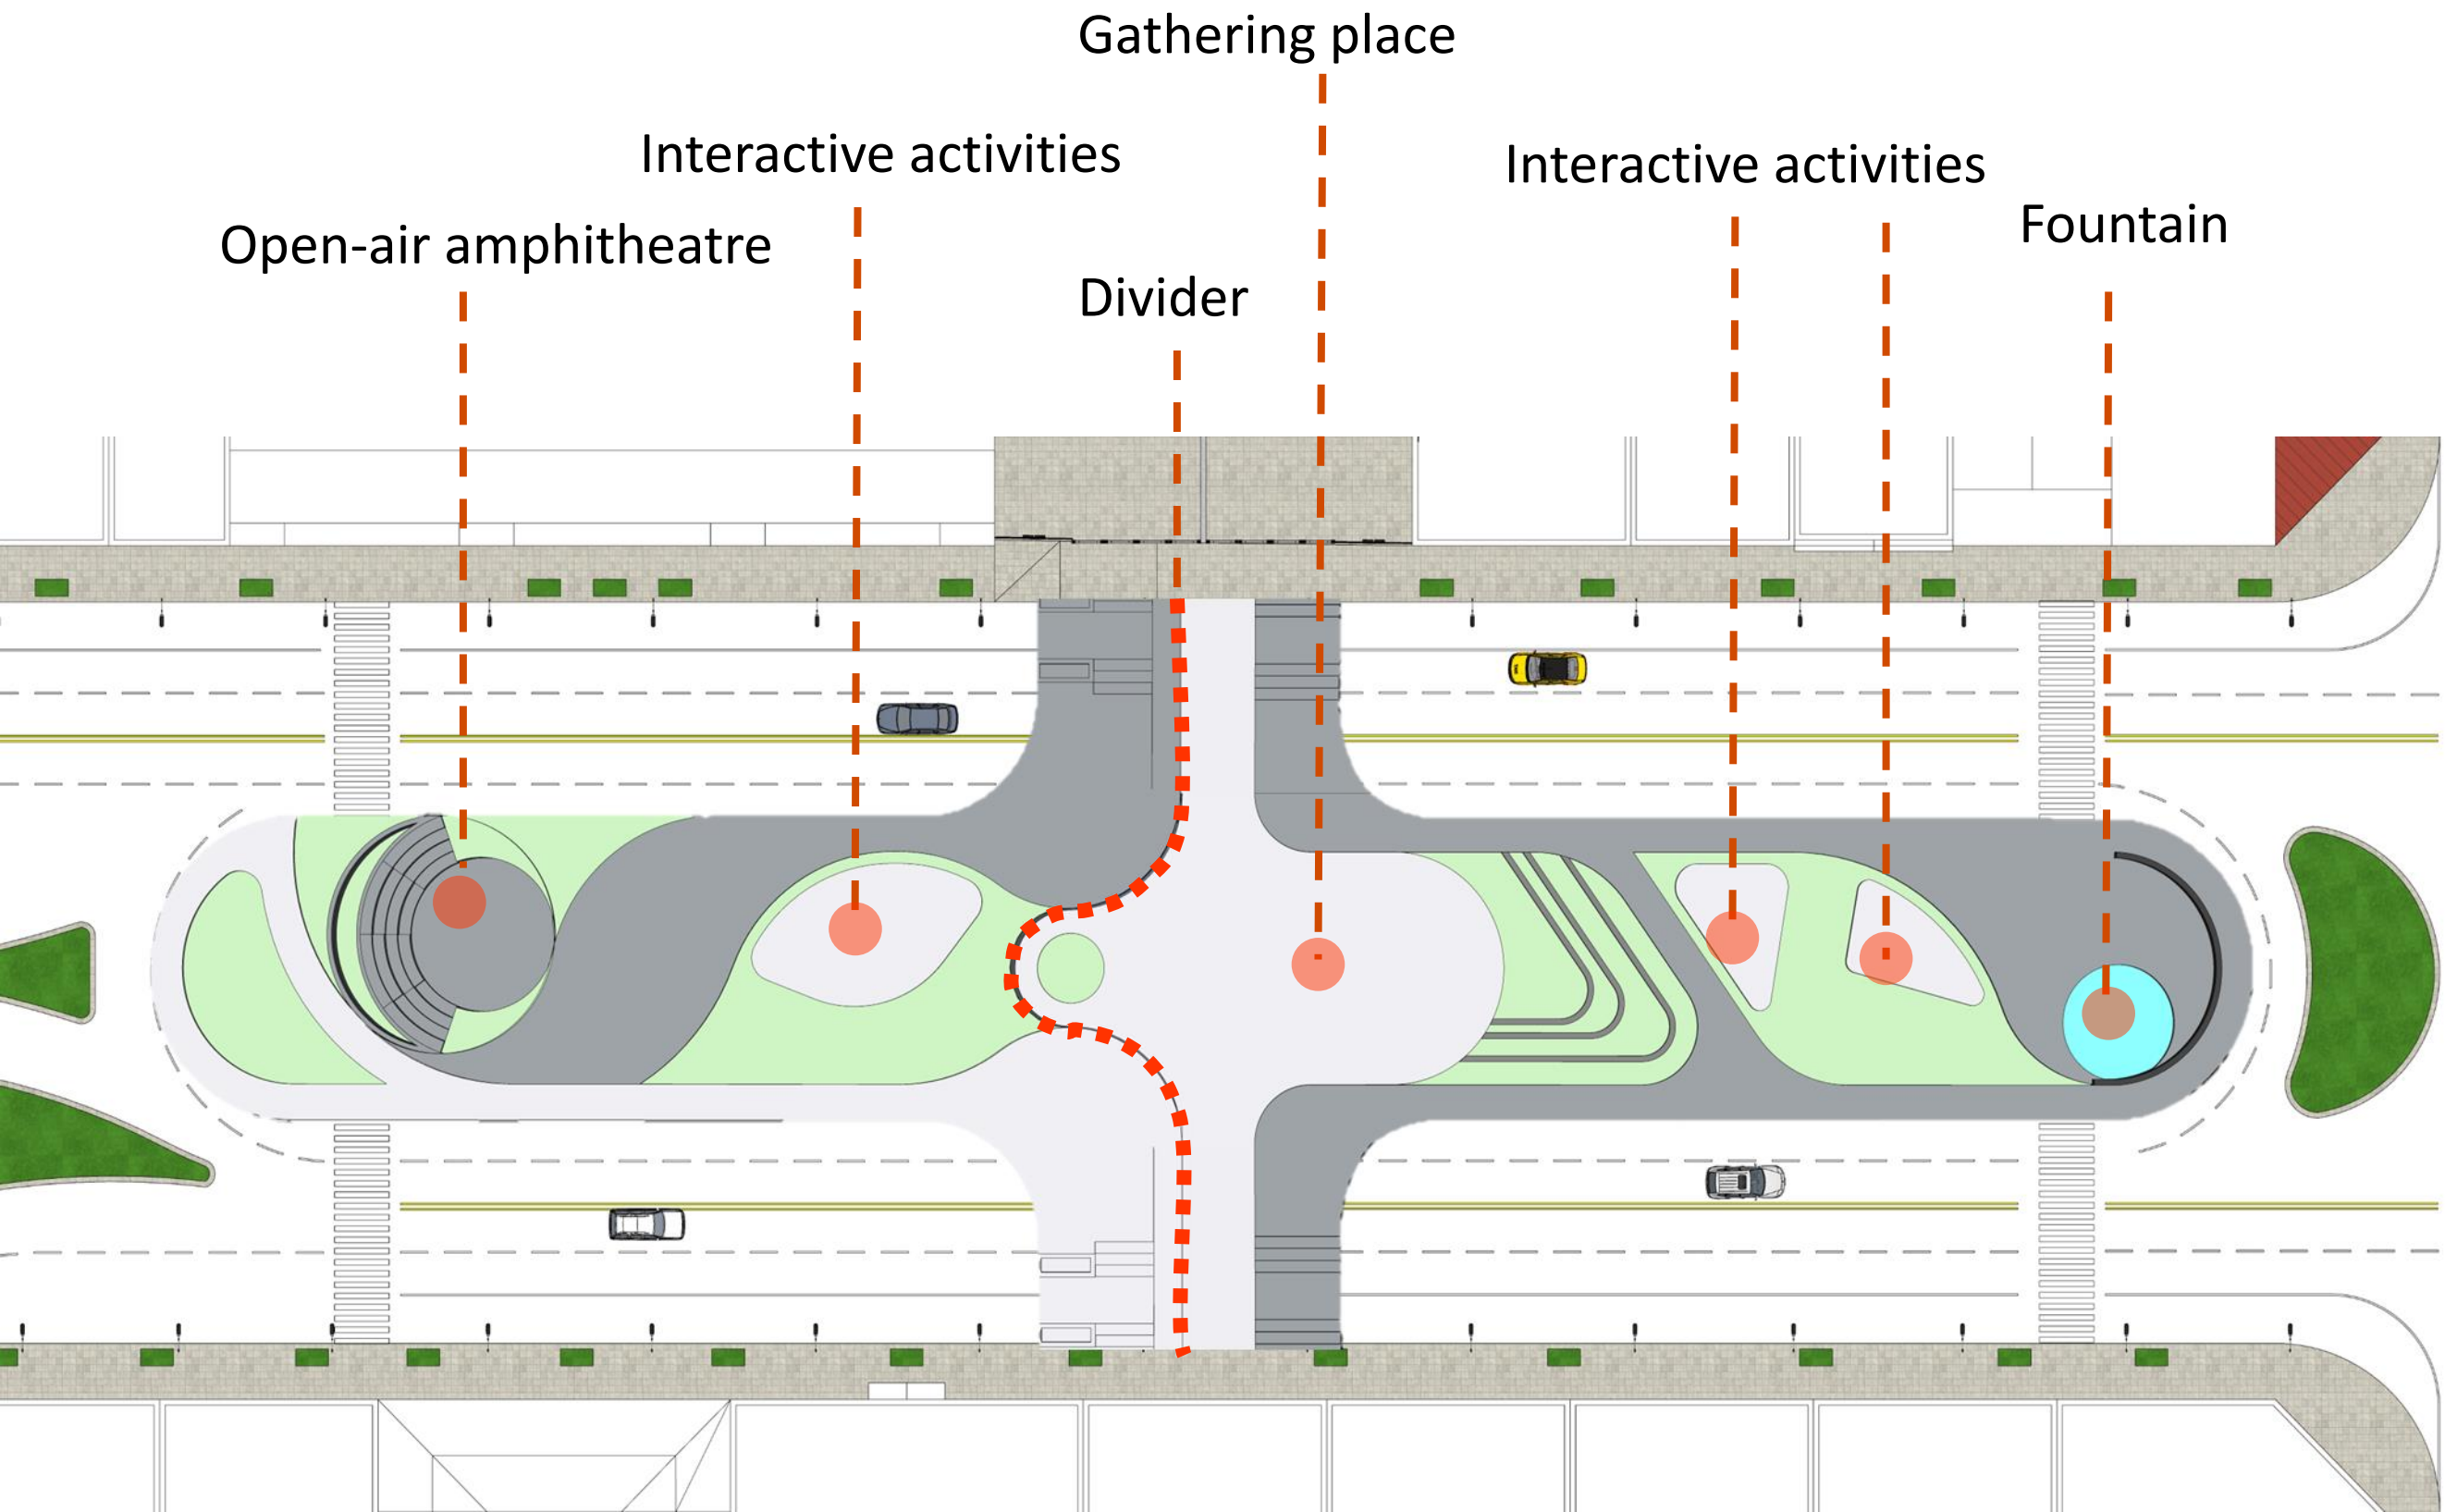 Gathering place
Interactive activities
Interactive activities
Open-air amphitheatre
Fountain
Divider